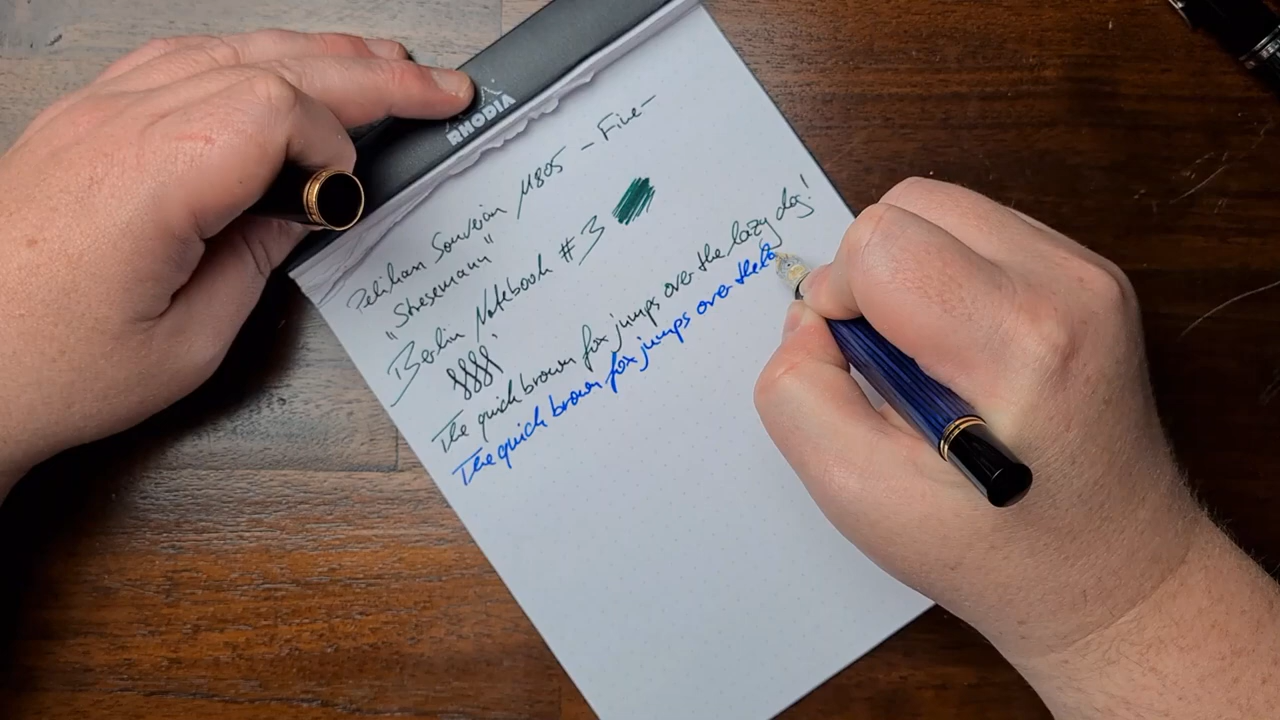 RHODIA
Pelikan Souverän M805 – Fine –
„Stresemann"
Berlin Notebook #3
The quick brown fox jumps over the lazy dog!
The quick brown fox jumps over the la